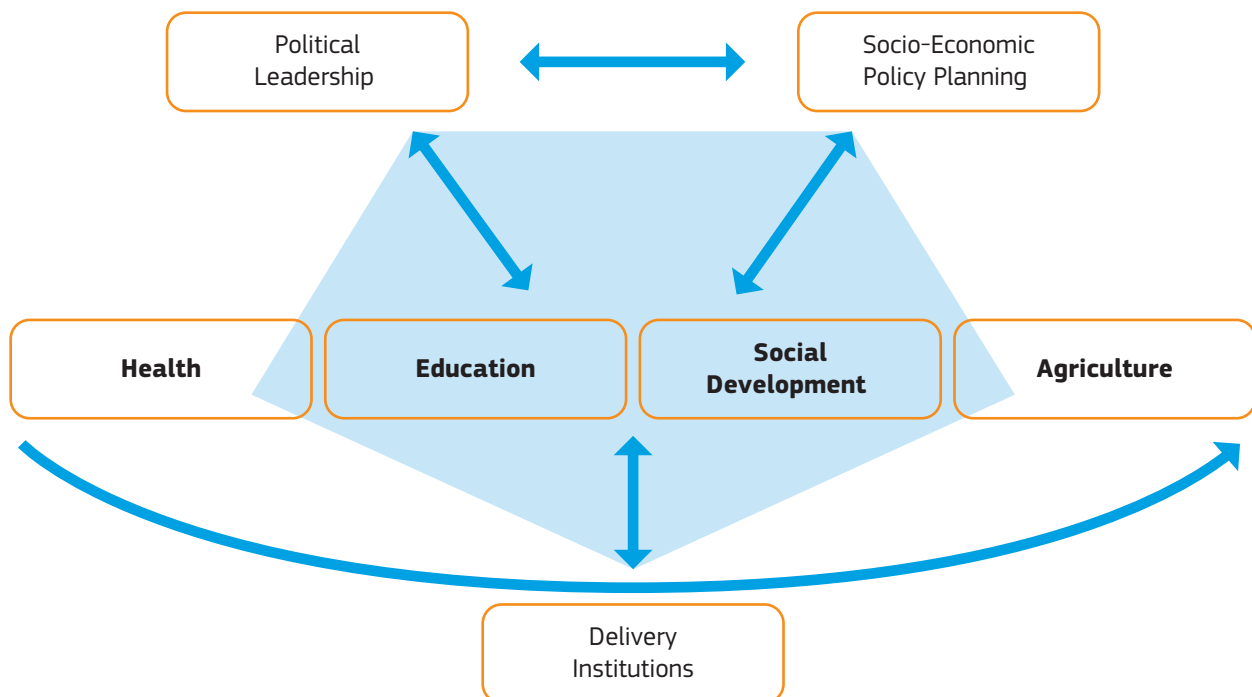 Political
Leadership
Socio-Economic
Policy Planning
Health
Education
Social
Development
Agriculture
Delivery
Institutions